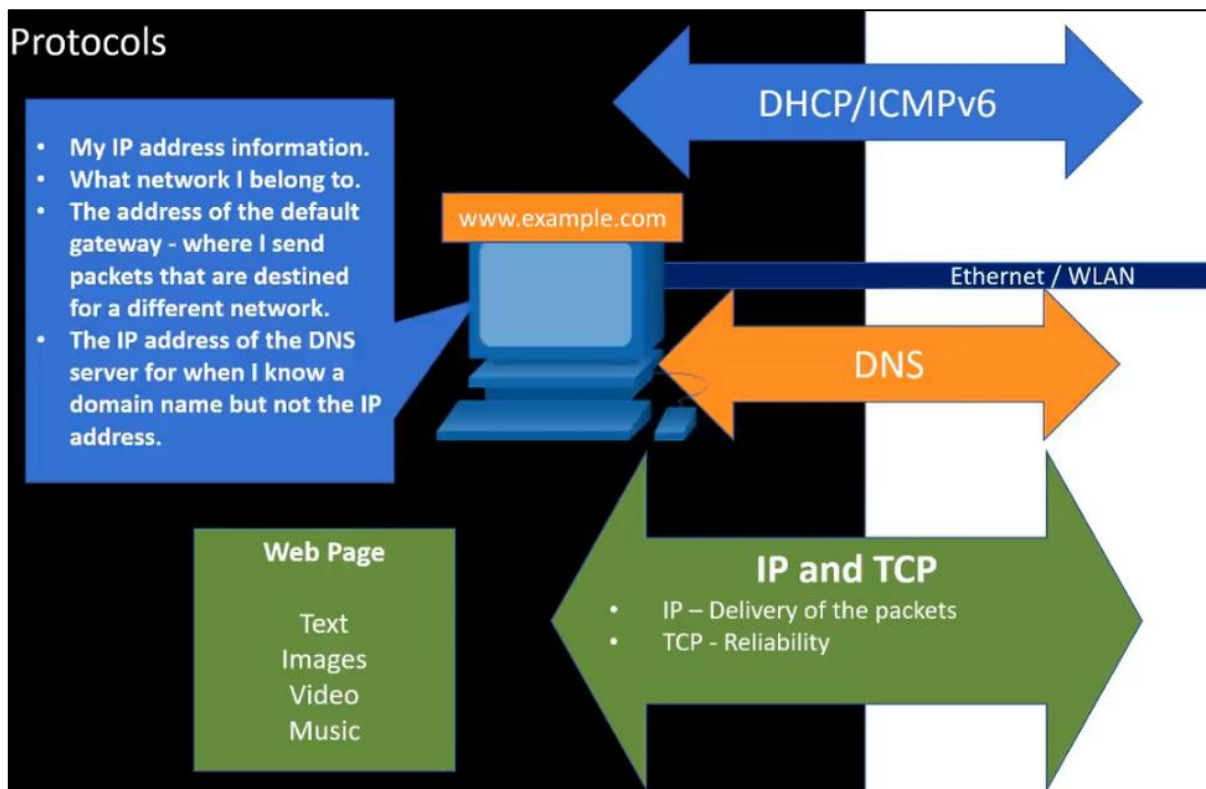 Protocols
• My IP address information.
• What network I belong to.
• The address of the default
gateway - where I send
packets that are destined
for a different network.
• The IP address of the DNS
server for when I know a
domain name but not the IP
address.
DHCP/ICMPv6
www.example.com
Ethernet / WLAN
DNS
Web Page
Text
Images
Video
Music
IP and TCP
• IP – Delivery of the packets
• TCP - Reliability